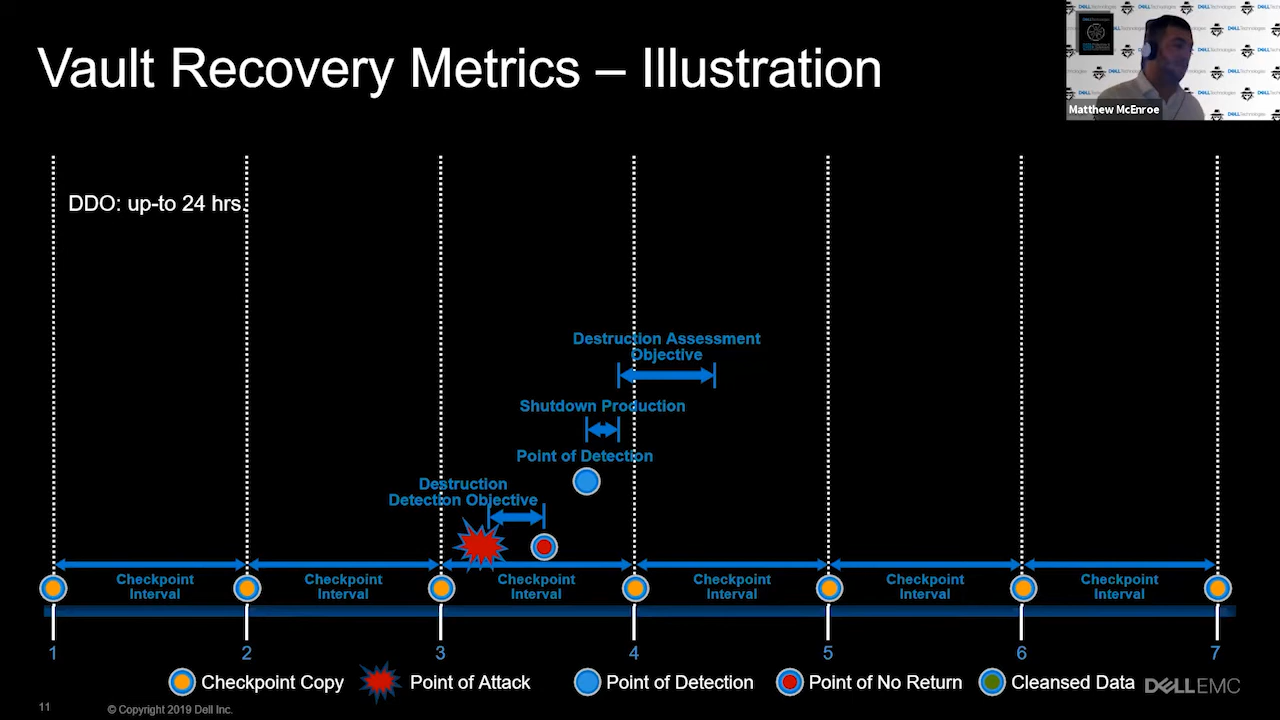 Vault Recovery Metrics – Illustration
Matthew McEnroe
DDO: up-to 24 hrs.
Destruction Assessment
Objective
Shutdown Production
Point of Detection
Destruction
Detection Objective
Checkpoint
Interval
Checkpoint
Interval
Checkpoint
Interval
Checkpoint
Interval
Checkpoint
Interval
Checkpoint
Interval
1 2 3 4 5 6 7
Checkpoint Copy Point of Attack Point of Detection Point of No Return Cleansed Data DELLEMC
11 © Copyright 2019 Dell Inc.